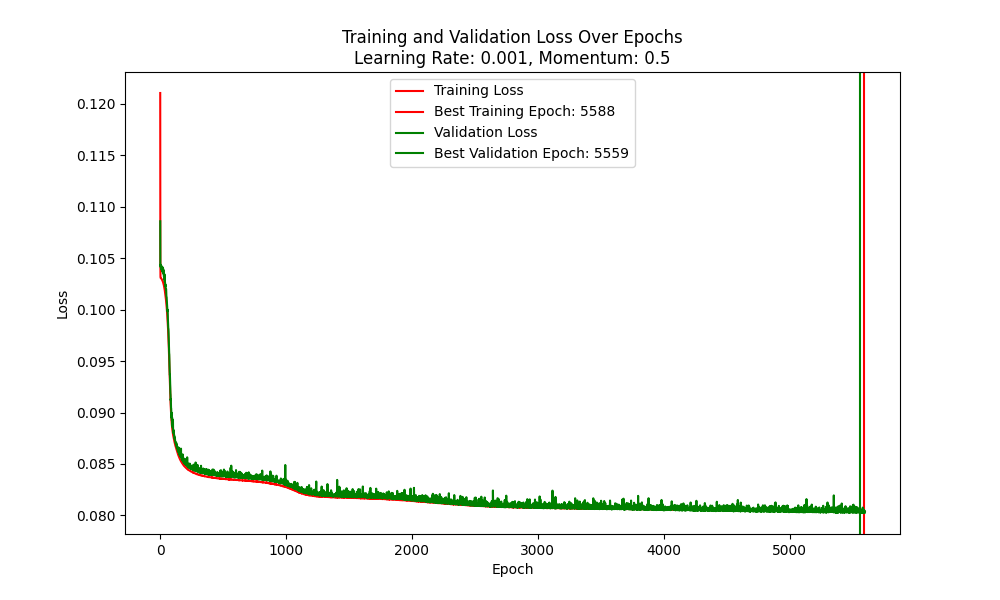 Training and Validation Loss Over Epochs
Learning Rate: 0.001, Momentum: 0.5
Training Loss
Best Training Epoch: 5588
Validation Loss
Best Validation Epoch: 5559
0.120
0.115
0.110
0.105
0.100
0.095
0.090
0.085
0.080
Loss
0 1000 2000 3000 4000 5000
Epoch